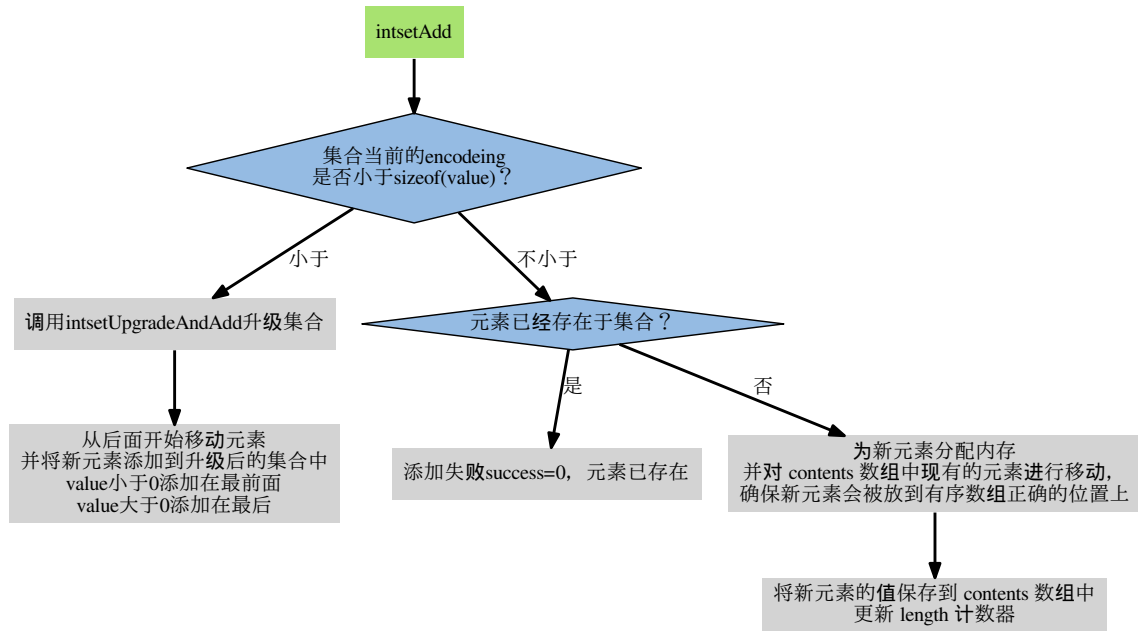 intsetAdd
集合当前的encodeing
是否小于sizeof(value)？
小于
不小于
调用intsetUpgradeAndAdd升级集合
元素已经存在于集合？
是
否
从后面开始移动元素
并将新元素添加到升级后的集合中
value小于0添加在最前面
value大于0添加在最后
添加失败success=0，元素已存在
为新元素分配内存
并对 contents 数组中现有的元素进行移动，
确保新元素会被放到有序数组正确的位置上
将新元素的值保存到 contents 数组中
更新 length 计数器